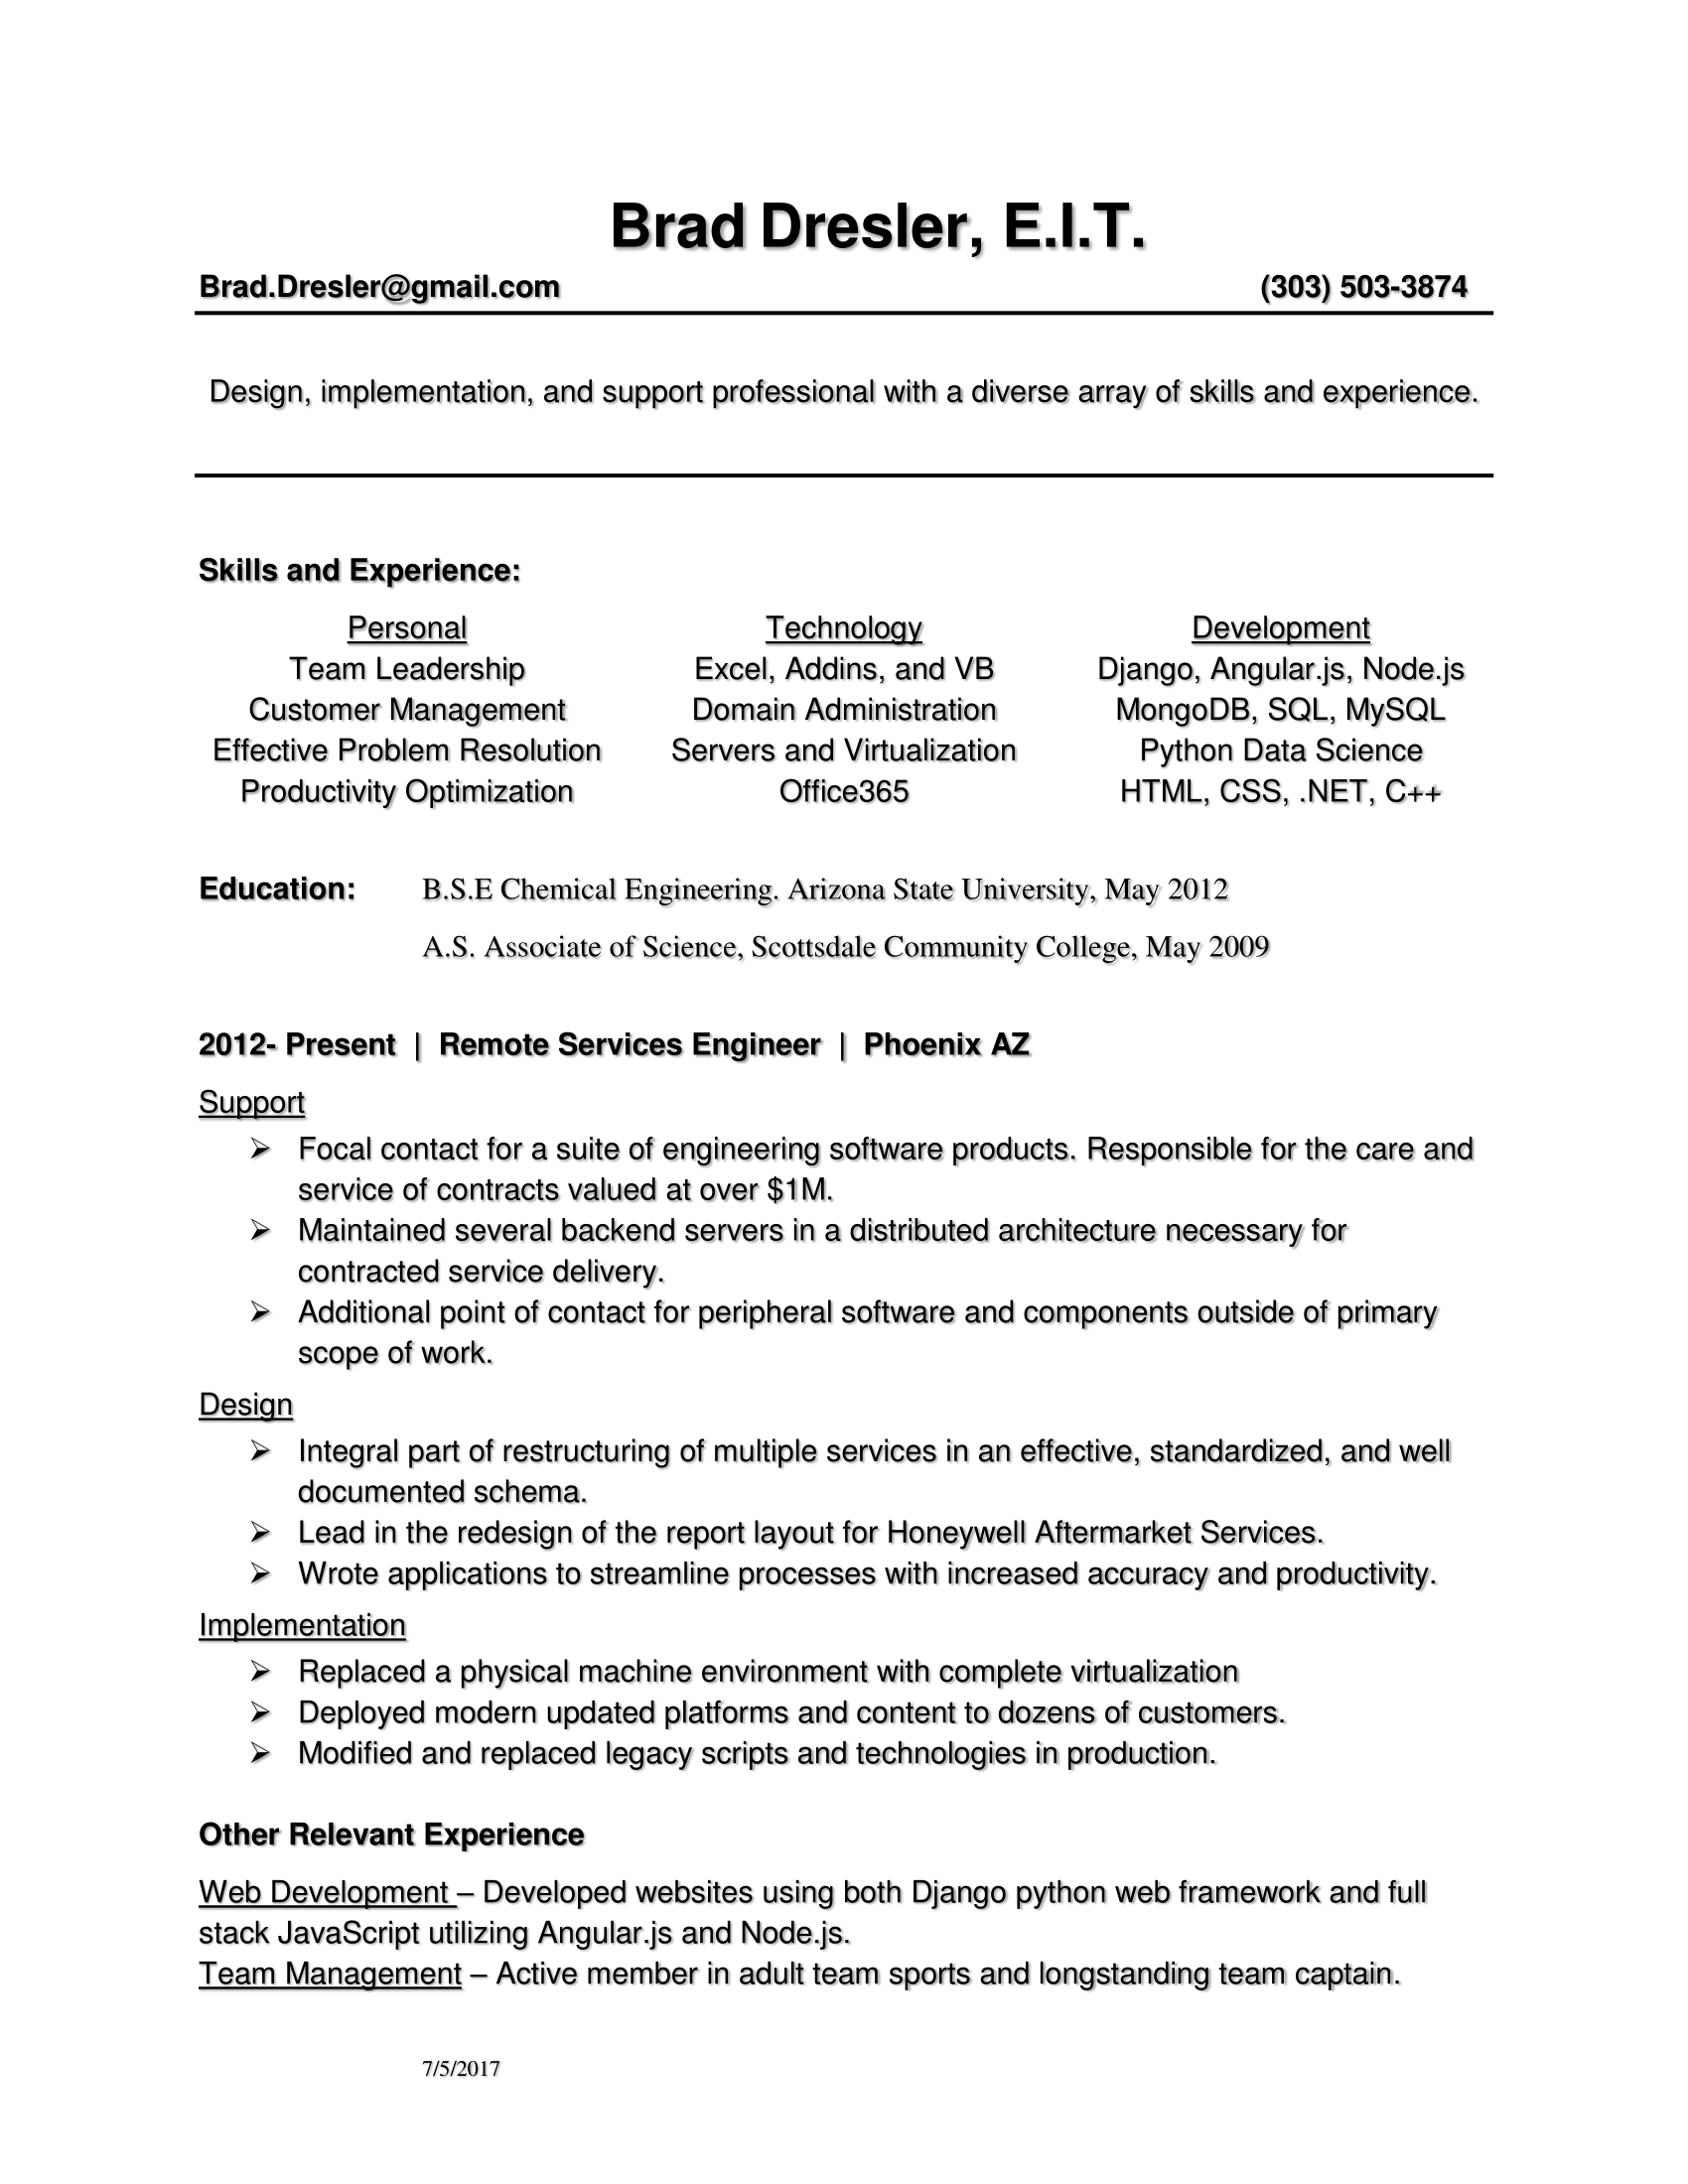 Brad Dresler, E.I.T.
Brad.Dresler@gmail.com (303) 503-3874
Design, implementation, and support professional with a diverse array of skills and experience.
Skills and Experience:
Personal Technology Development
Team Leadership Excel, Addins, and VB Django, Angular.js, Node.js
Customer Management Domain Administration MongoDB, SQL, MySQL
Effective Problem Resolution Servers and Virtualization Python Data Science
Productivity Optimization Office365 HTML, CSS, .NET, C++
Education: B.S.E Chemical Engineering. Arizona State University, May 2012
A.S. Associate of Science, Scottsdale Community College, May 2009
2012- Present | Remote Services Engineer | Phoenix AZ
Support
➢ Focal contact for a suite of engineering software products. Responsible for the care and
service of contracts valued at over $1M.
➢ Maintained several backend servers in a distributed architecture necessary for
contracted service delivery.
➢ Additional point of contact for peripheral software and components outside of primary
scope of work.
Design
➢ Integral part of restructuring of multiple services in an effective, standardized, and well
documented schema.
➢ Lead in the redesign of the report layout for Honeywell Aftermarket Services.
➢ Wrote applications to streamline processes with increased accuracy and productivity.
Implementation
➢ Replaced a physical machine environment with complete virtualization
➢ Deployed modern updated platforms and content to dozens of customers.
➢ Modified and replaced legacy scripts and technologies in production.
Other Relevant Experience
Web Development – Developed websites using both Django python web framework and full
stack JavaScript utilizing Angular.js and Node.js.
Team Management – Active member in adult team sports and longstanding team captain.
7/5/2017